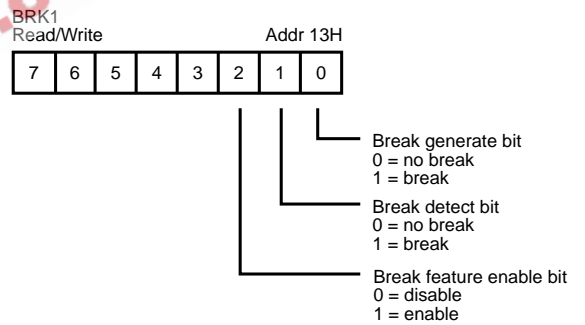 BRK1
Read/Write Addr 13H
7 6 5 4 3 2 1 0
Break generate bit
0 = no break
1 = break
Break detect bit
0 = no break
1 = break
Break feature enable bit
0 = disable
1 = enable